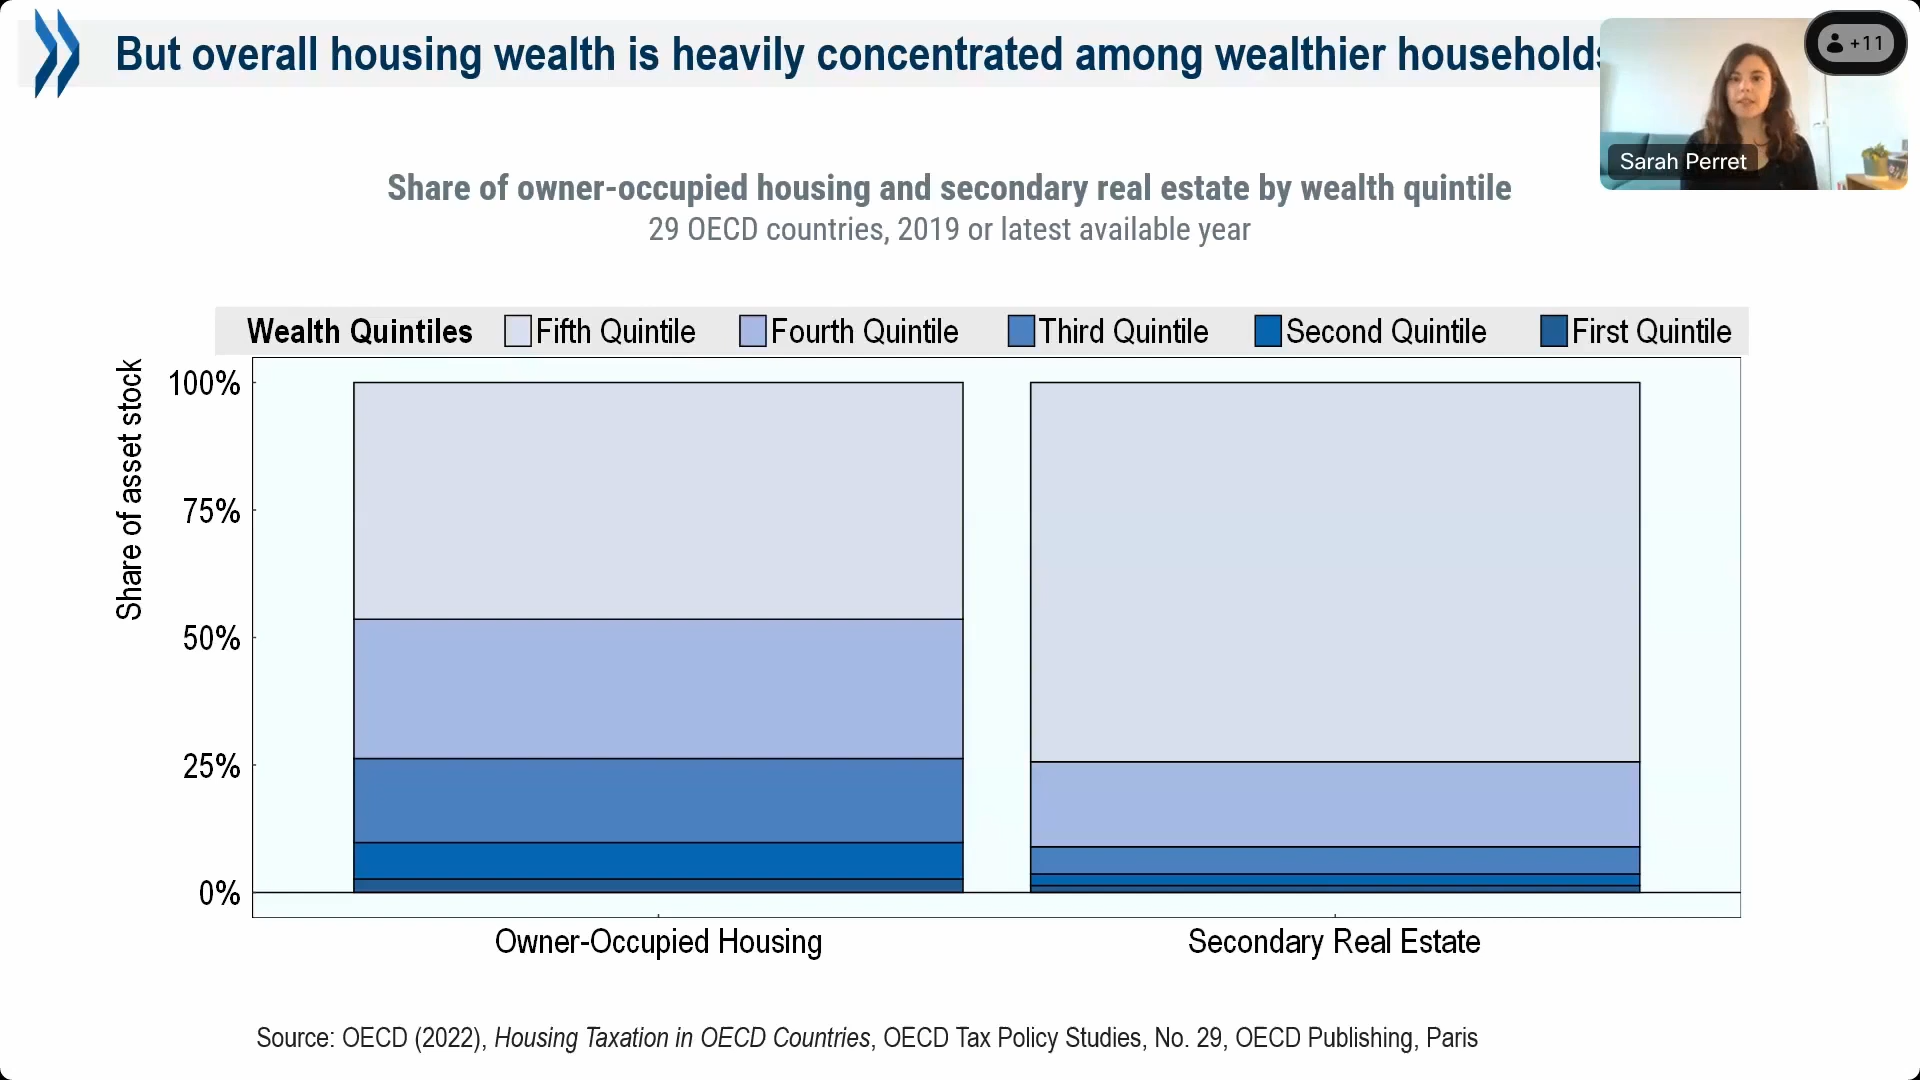 But overall housing wealth is heavily concentrated among wealthier households
+11
Sarah Perret
Share of owner-occupied housing and secondary real estate by wealth quintile
29 OECD countries, 2019 or latest available year
Wealth Quintiles Fifth Quintile Fourth Quintile Third Quintile Second Quintile First Quintile
Share of asset stock
100%
75%
50%
25%
0%
Owner-Occupied Housing Secondary Real Estate
Source: OECD (2022), Housing Taxation in OECD Countries, OECD Tax Policy Studies, No. 29, OECD Publishing, Paris